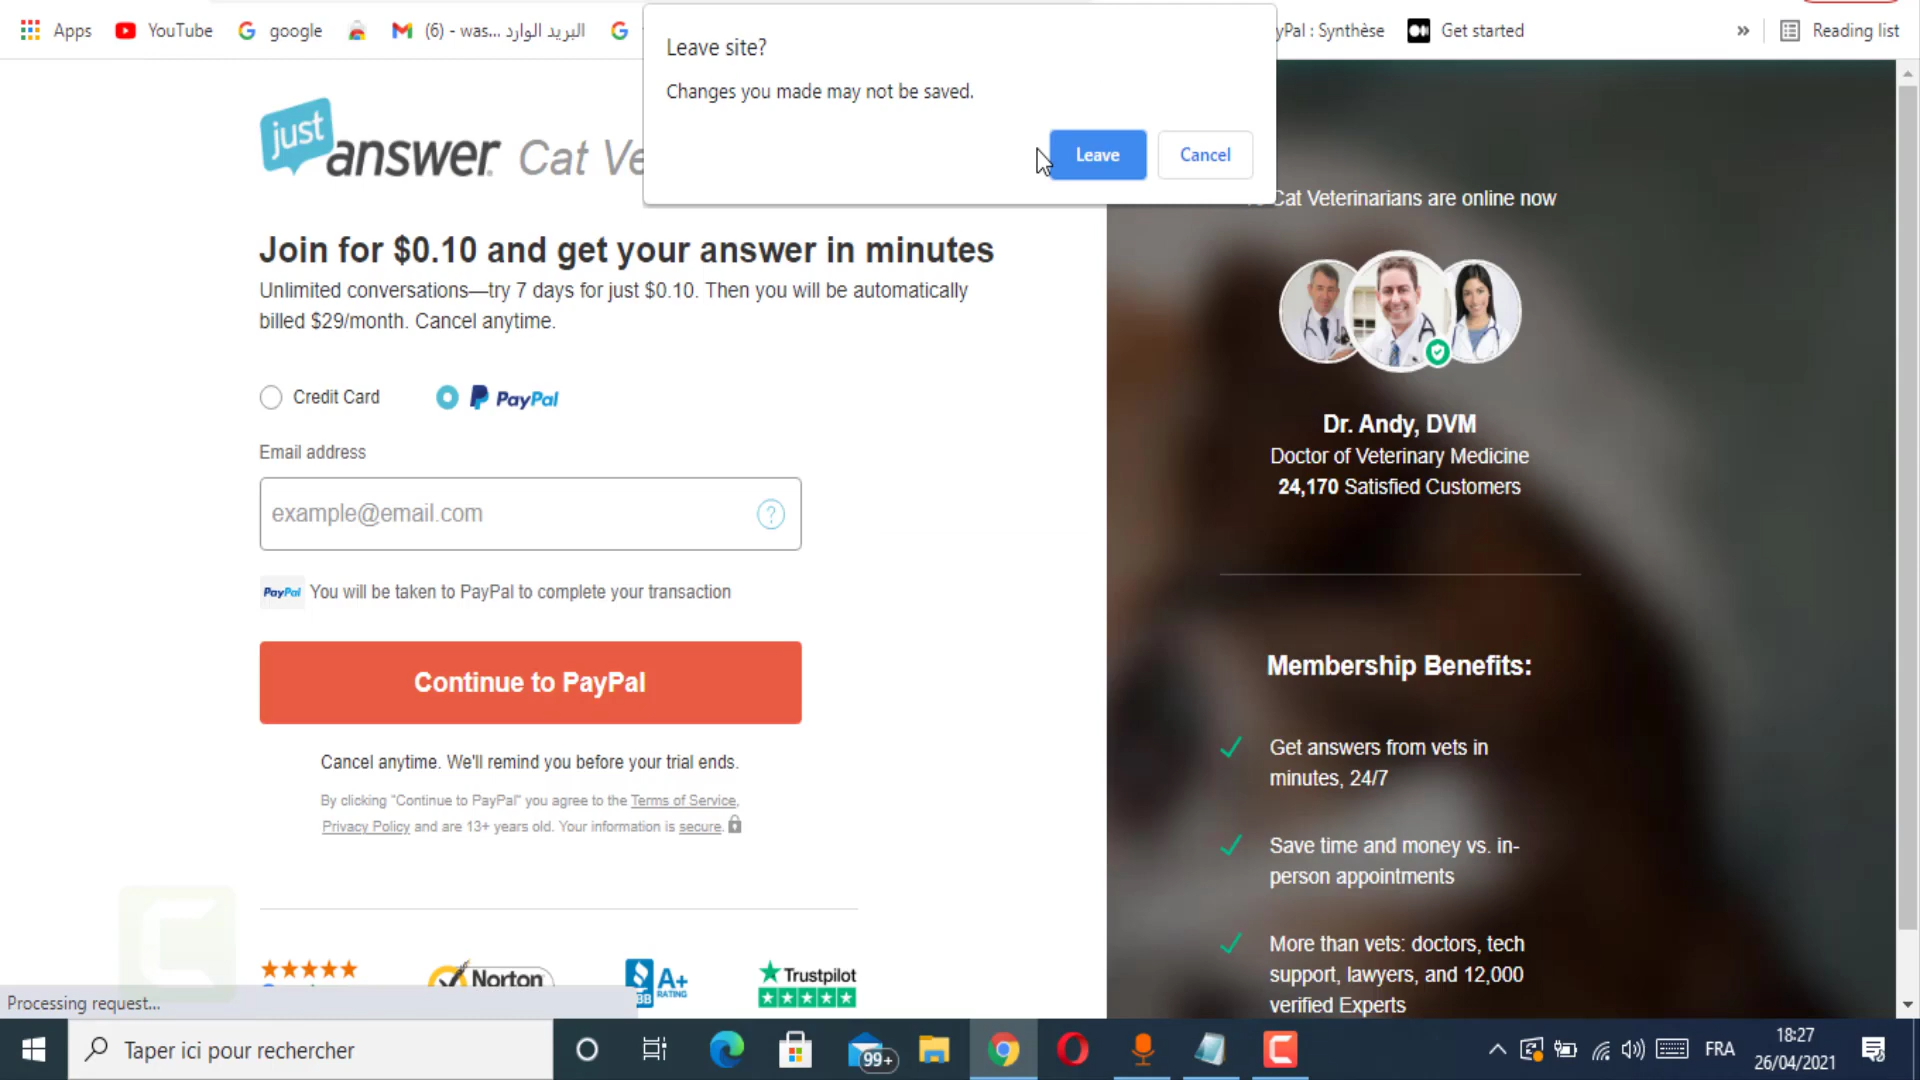 Apps
YouTube
google
البريد الوارد (6) - was...
yPal : Synthèse
Get started
»
Reading list
Leave site?
Changes you made may not be saved.
Leave
Cancel
just
answer
Cat Ve
Join for $0.10 and get your answer in minutes
Unlimited conversations—try 7 days for just $0.10. Then you will be automatically
billed $29/month. Cancel anytime.
Credit Card
PayPal
Email address
example@email.com
?
PayPal You will be taken to PayPal to complete your transaction
Continue to PayPal
Cancel anytime. We'll remind you before your trial ends.
By clicking "Continue to PayPal" you agree to the Terms of Service,
Privacy Policy and are 13+ years old. Your information is secure.
Norton
BBB
A+
RATING
Trustpilot
Cat Veterinarians are online now
Dr. Andy, DVM
Doctor of Veterinary Medicine
24,170 Satisfied Customers
Membership Benefits:
Get answers from vets in
minutes, 24/7
Save time and money vs. in-
person appointments
More than vets: doctors, tech
support, lawyers, and 12,000
verified Experts
Processing request...
Taper ici pour rechercher
99+
FRA
18:27
26/04/2021